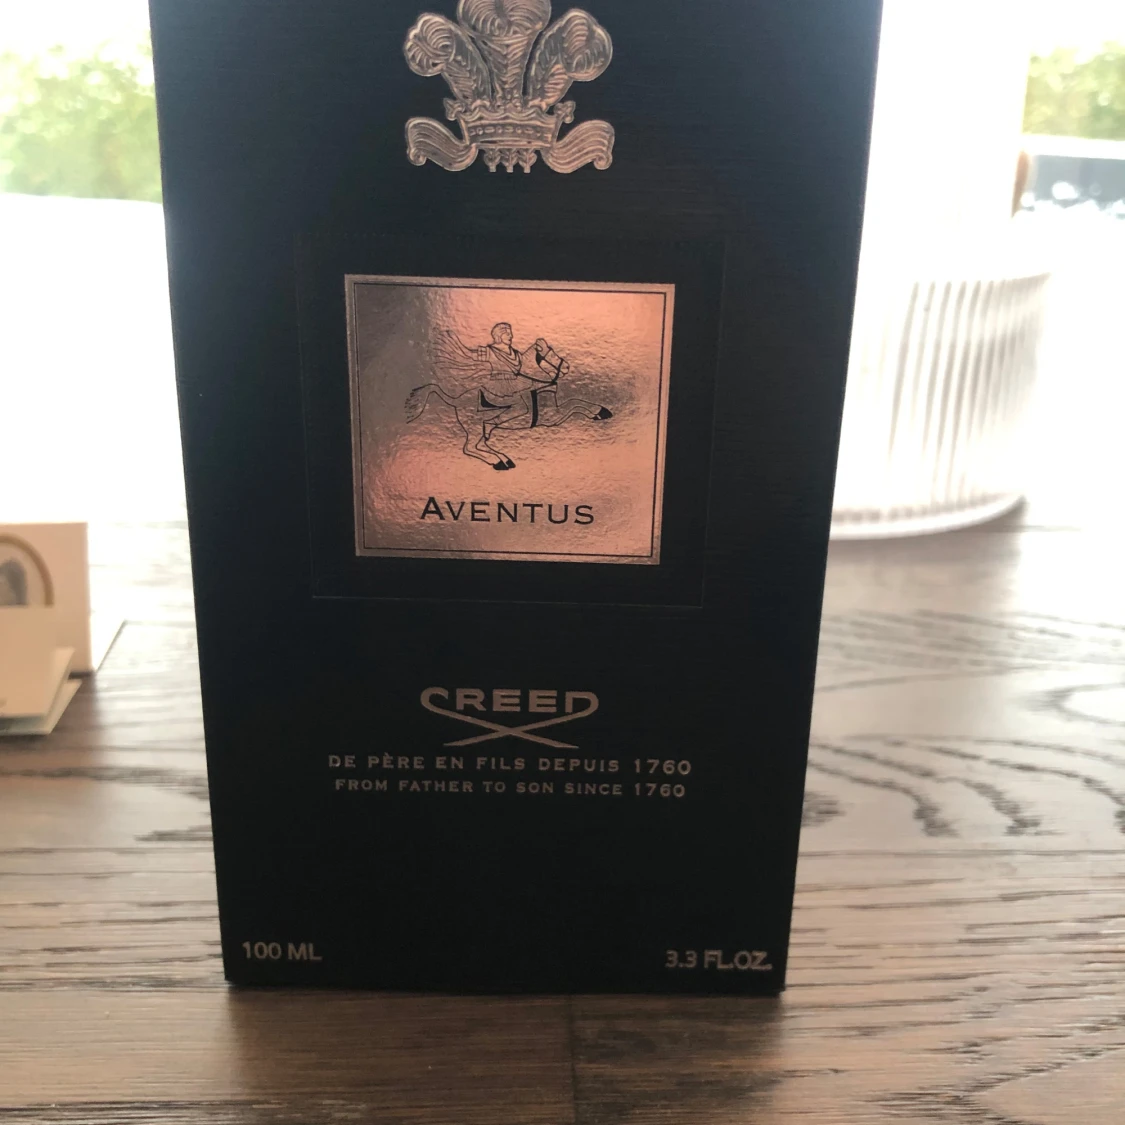 AVENTUS
CREED
DE PÈRE EN FILS DEPUIS 1760
FROM FATHER TO SON SINCE 1760
100 ML
3.3 FL.OZ.